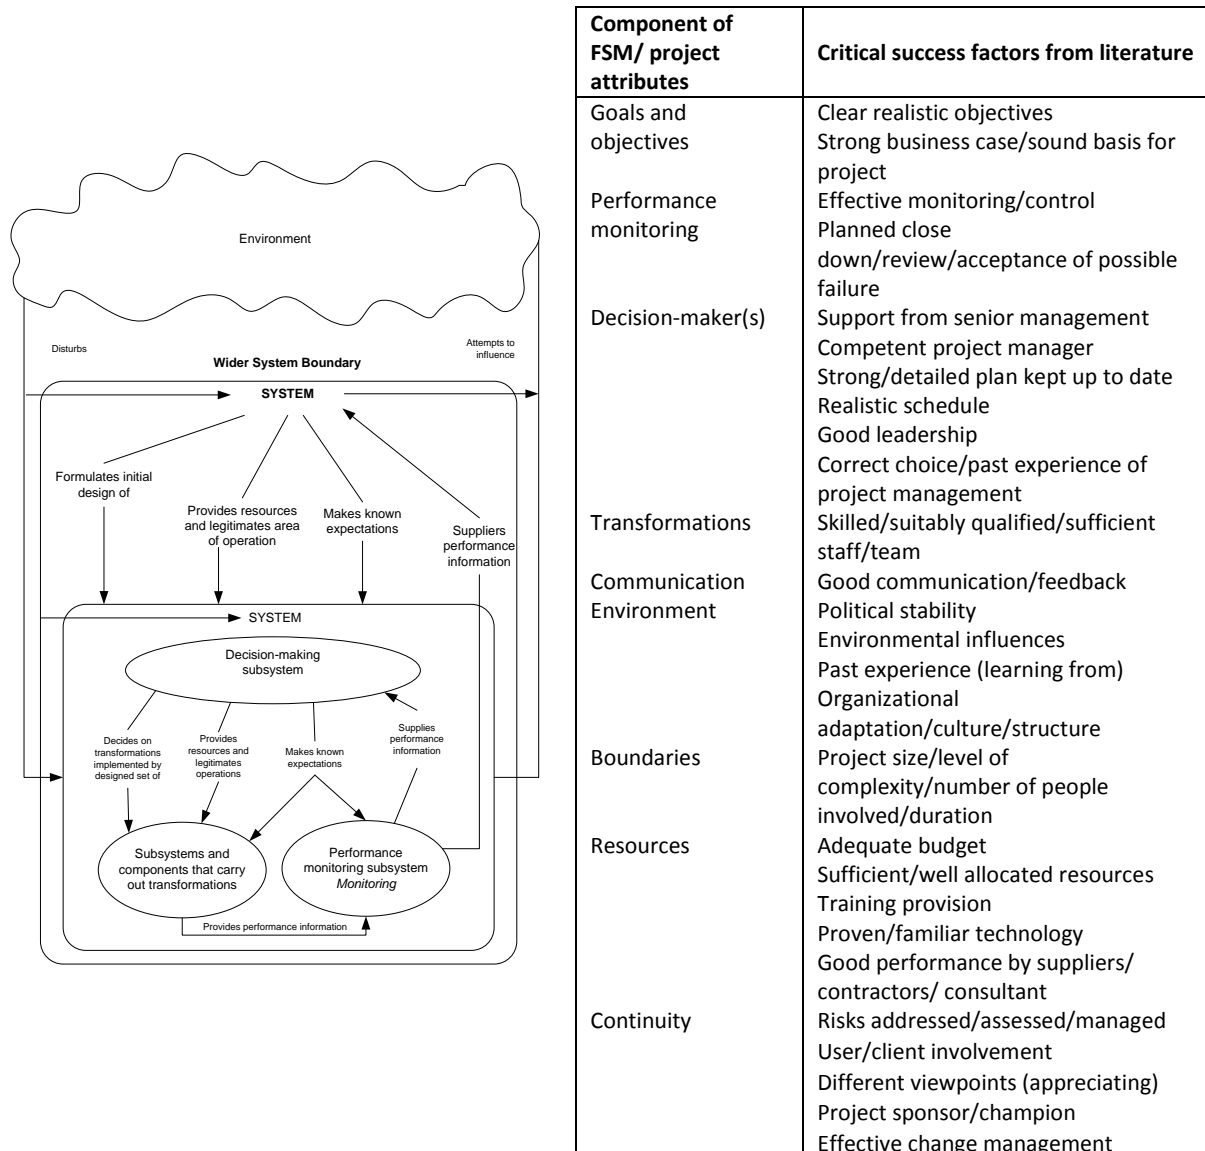 Environment
Disturbs
Attempts to
influence
Wider System Boundary
SYSTEM
Formulates initial
design of
Provides resources
and legitimates area
of operation
Makes known
expectations
Suppliers
performance
information
SYSTEM
Decision-making
subsystem
Decides on
transformations
implemented by
designed set of
Provides
resources and
legitimates
operations
Makes known
expectations
Supplies
performance
information
Subsystems and
components that carry
out transformations
Performance
monitoring subsystem
Monitoring
Provides performance information
Component of
FSM/ project
attributes
Critical success factors from literature
Goals and
objectives
Clear realistic objectives
Strong business case/sound basis for
project
Performance
monitoring
Effective monitoring/control
Planned close
down/review/acceptance of possible
failure
Decision-maker(s)
Support from senior management
Competent project manager
Strong/detailed plan kept up to date
Realistic schedule
Good leadership
Correct choice/past experience of
project management
Transformations
Skilled/suitably qualified/sufficient
staff/team
Communication
Good communication/feedback
Environment
Political stability
Environmental influences
Past experience (learning from)
Organizational
adaptation/culture/structure
Boundaries
Project size/level of
complexity/number of people
involved/duration
Resources
Adequate budget
Sufficient/well allocated resources
Training provision
Proven/familiar technology
Good performance by suppliers/
contractors/ consultant
Continuity
Risks addressed/assessed/managed
User/client involvement
Different viewpoints (appreciating)
Project sponsor/champion
Effective change management